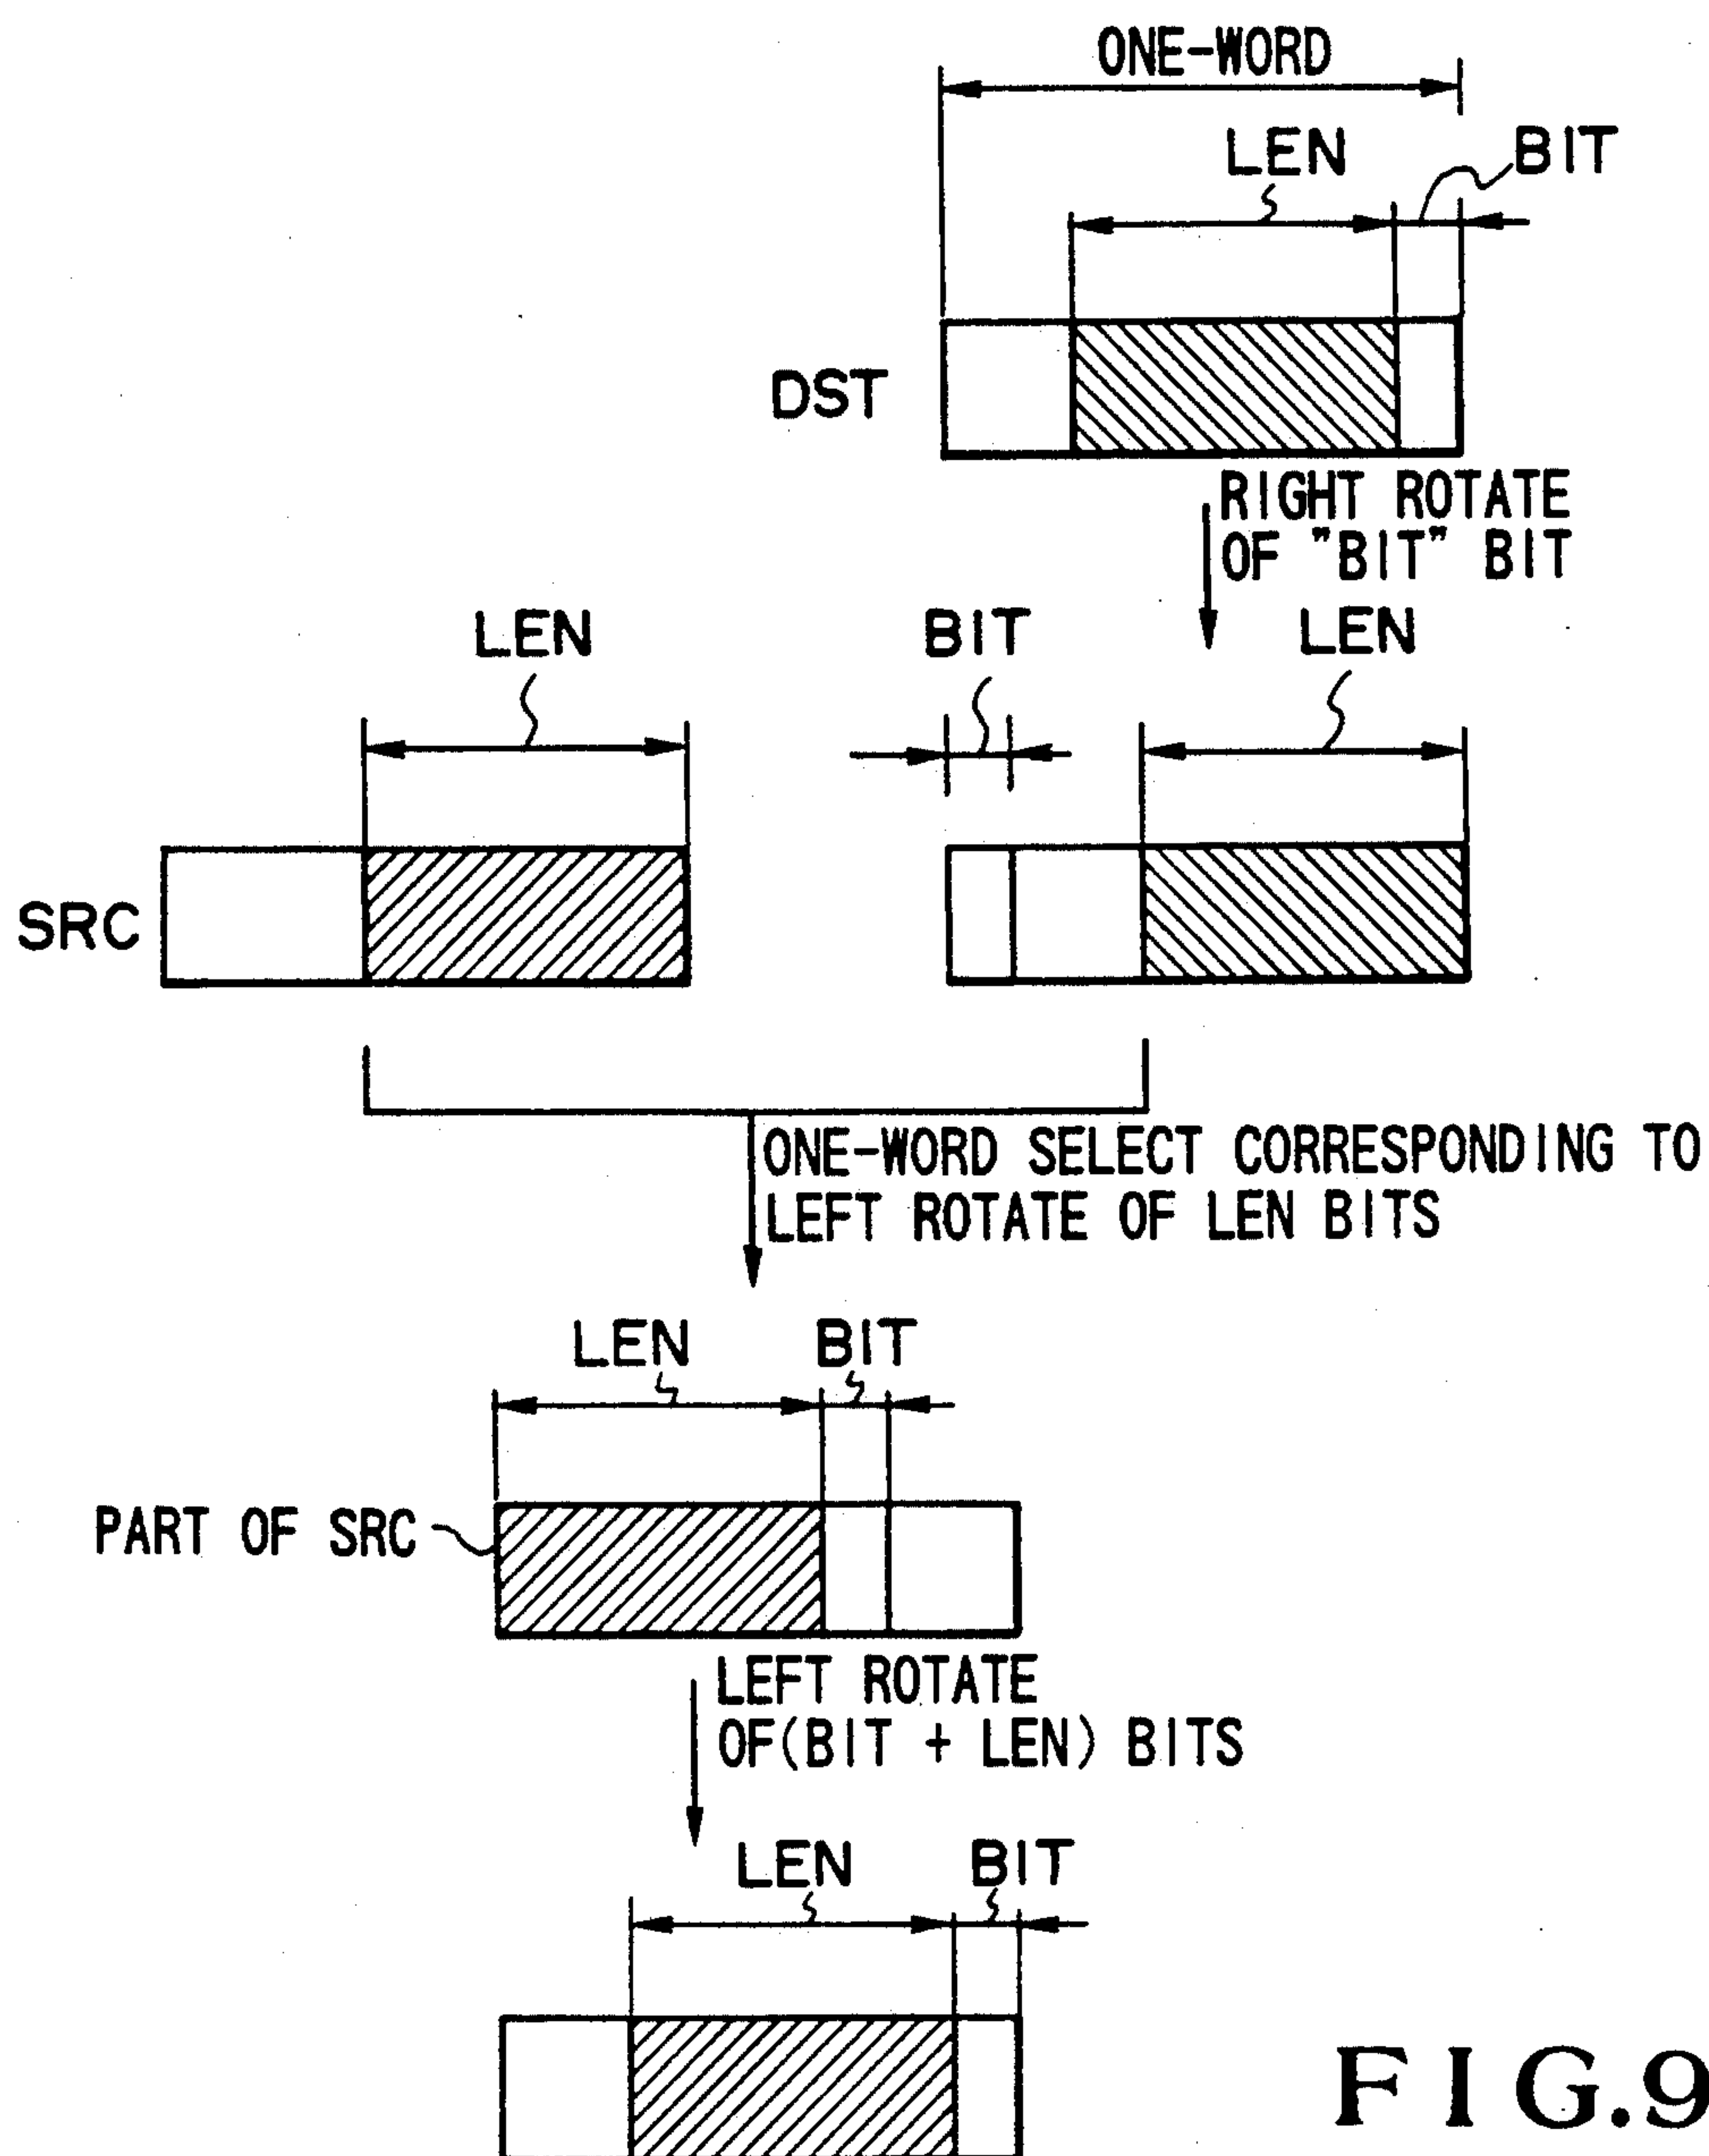 ONE-WORD
LEN
BIT
DST
RIGHT ROTATE
OF "BIT" BIT
LEN
BIT
LEN
SRC
ONE-WORD SELECT CORRESPONDING TO
LEFT ROTATE OF LEN BITS
LEN
BIT
PART OF SRC
LEFT ROTATE
OF(BIT + LEN) BITS
LEN
BIT
FIG.9